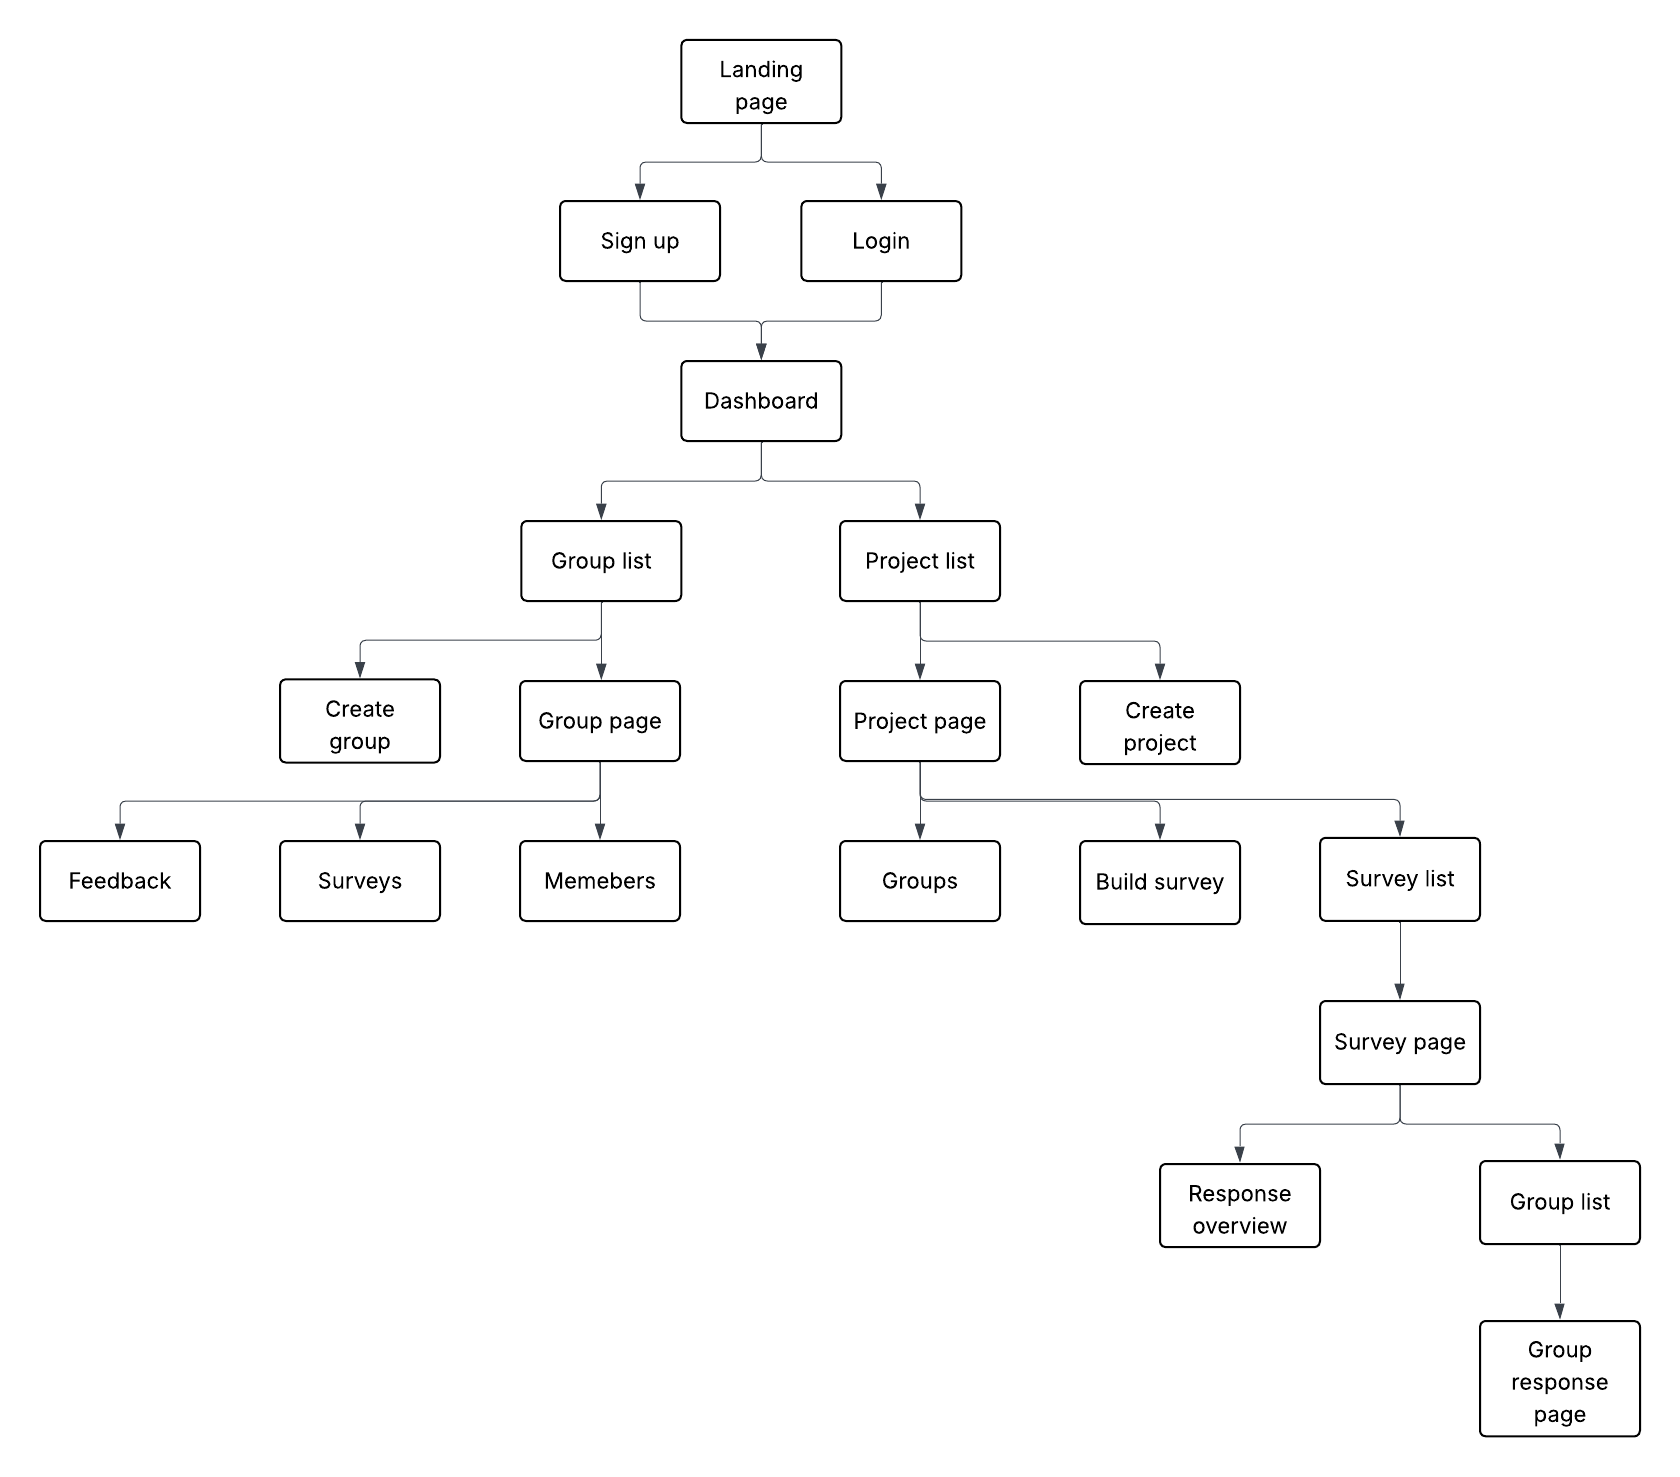 Landing
page
Sign up
Login
Dashboard
Group list
Project list
Create
group
Group page
Project page
Create
project
Feedback
Surveys
Memebers
Groups
Build survey
Survey list
Survey page
Response
overview
Group list
Group
response
page